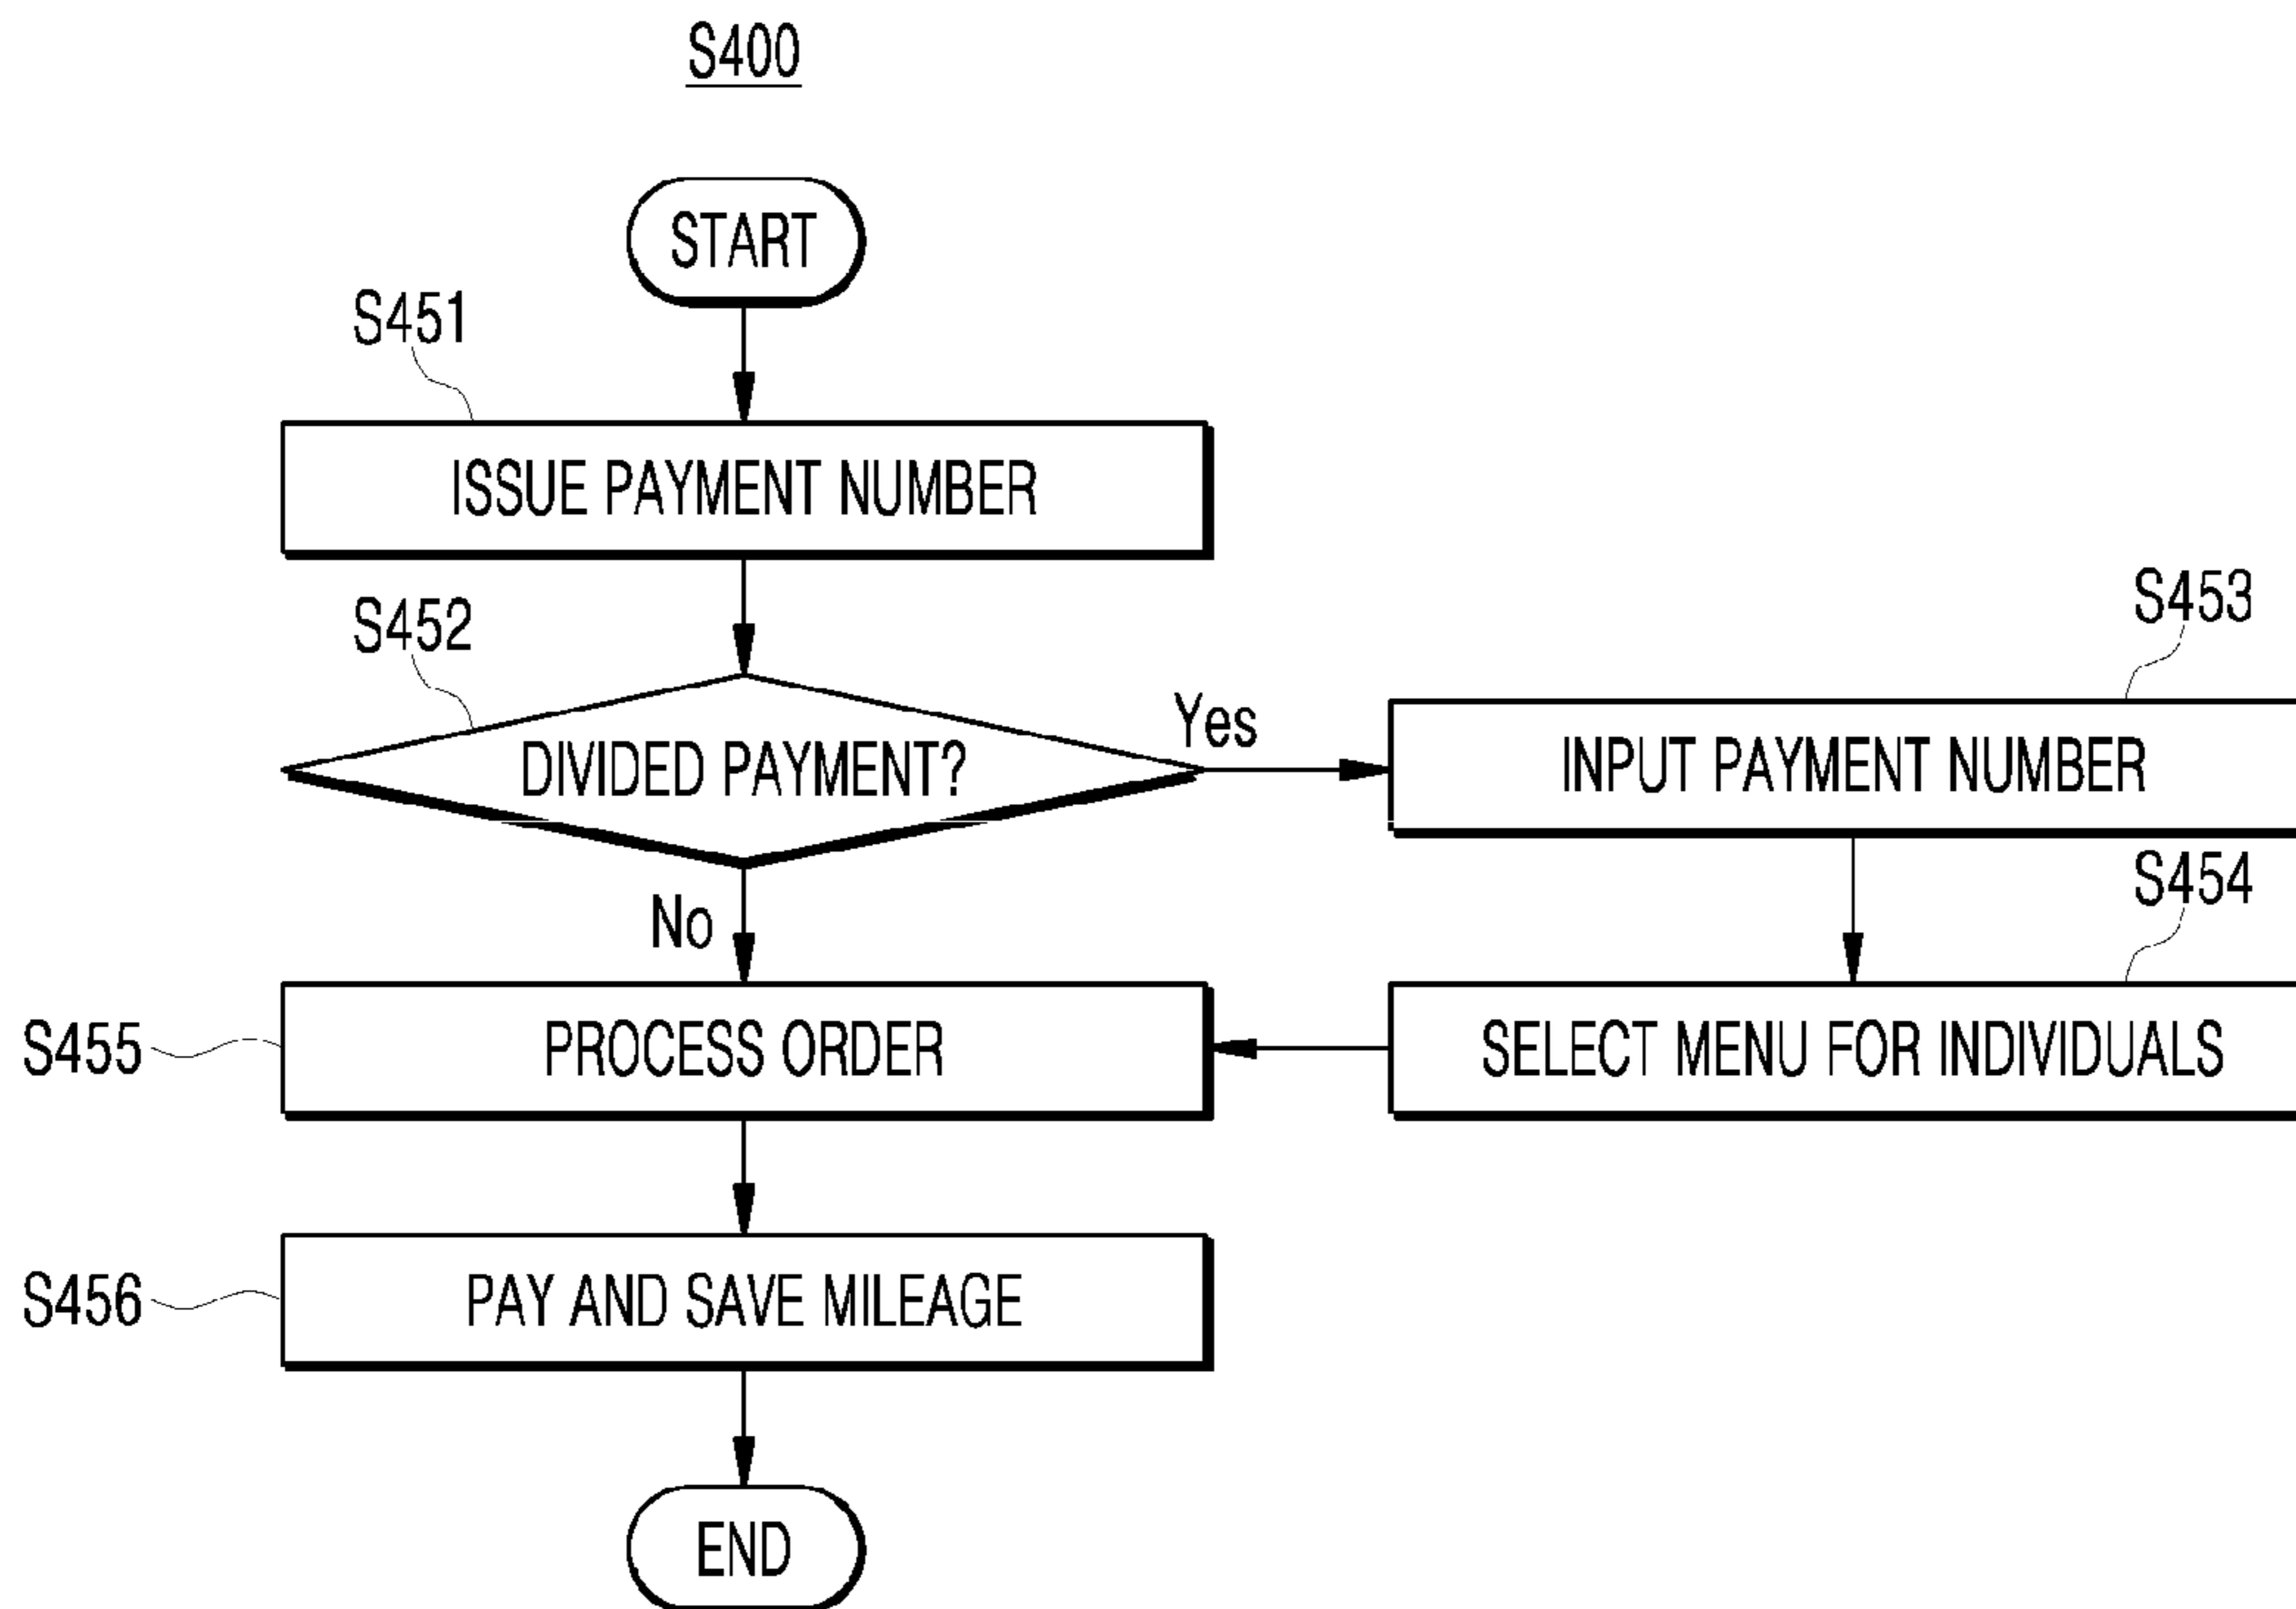 S400
START
S451
ISSUE PAYMENT NUMBER
S452
DIVIDED PAYMENT?
Yes
S453
INPUT PAYMENT NUMBER
No
S454
SELECT MENU FOR INDIVIDUALS
S455
PROCESS ORDER
S456
PAY AND SAVE MILEAGE
END